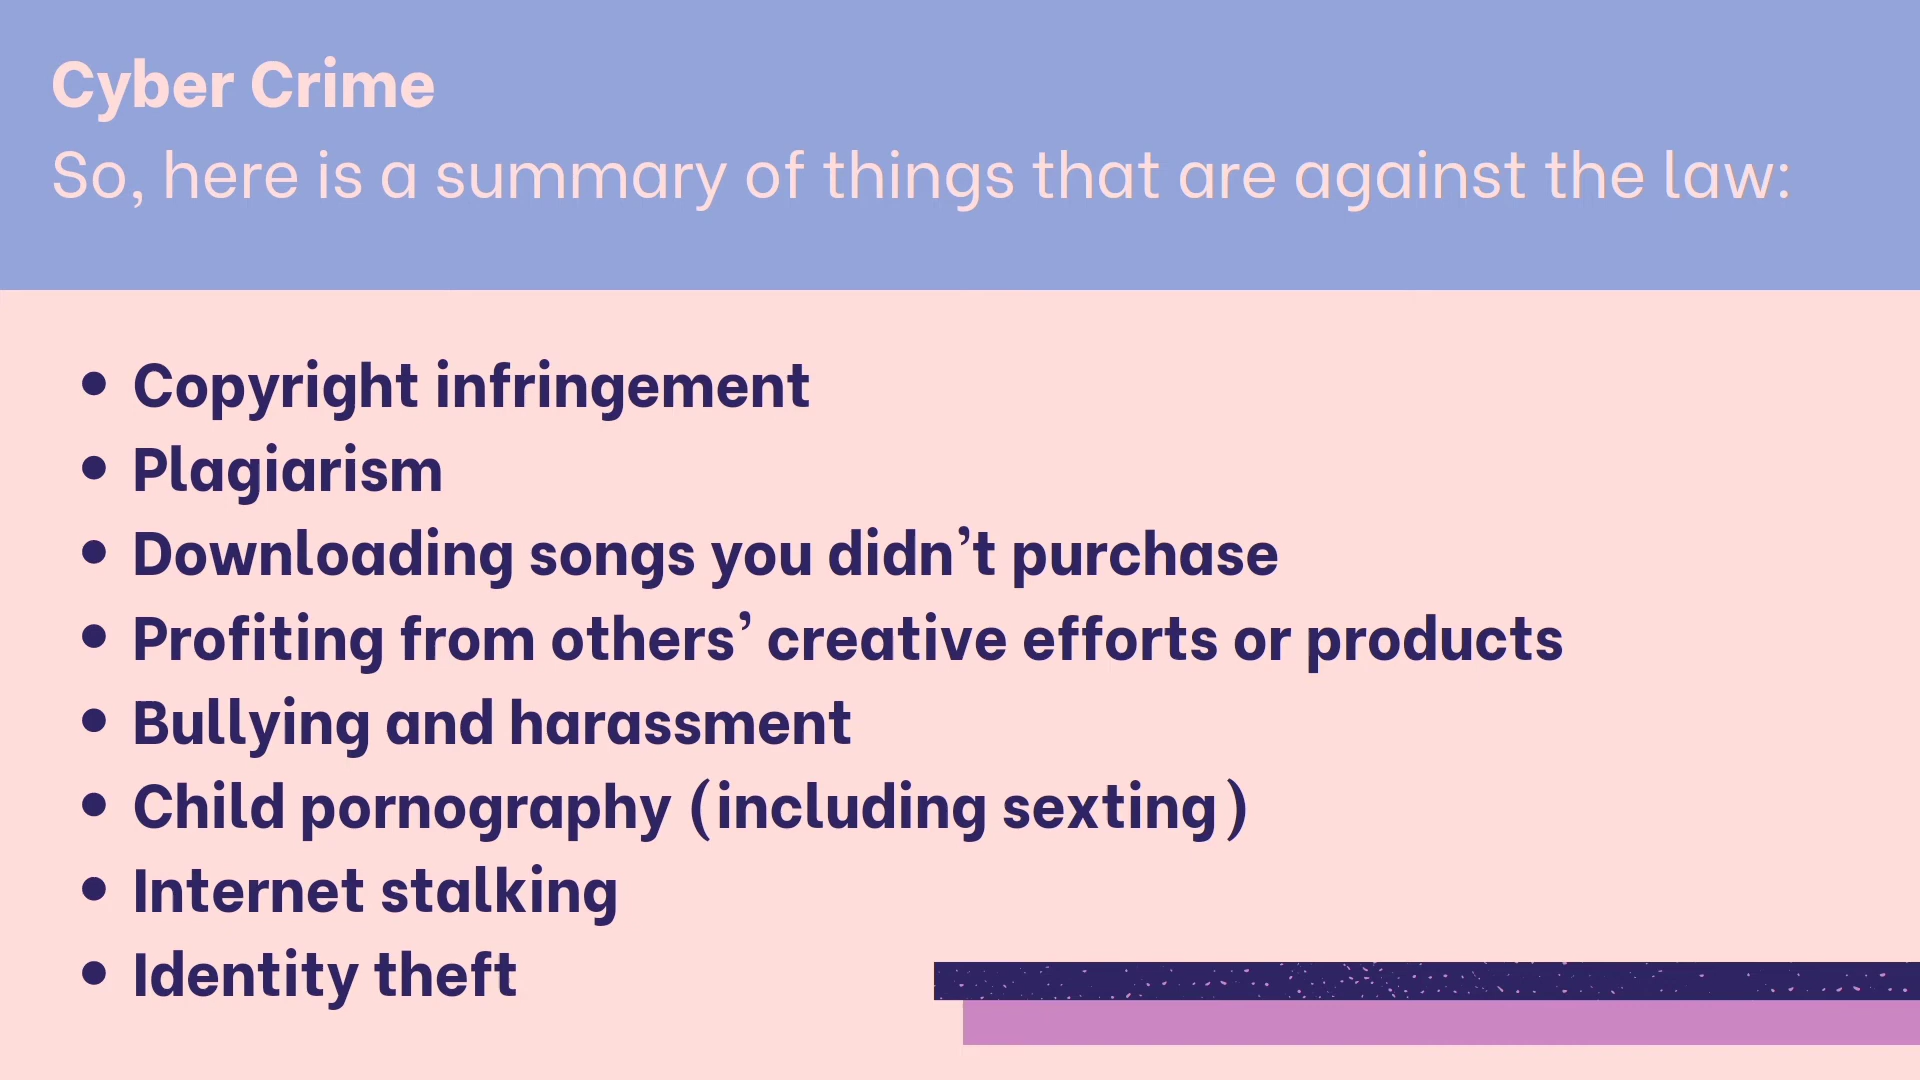 Cyber Crime
So, here is a summary of things that are against the law:
• Copyright infringement
• Plagiarism
• Downloading songs you didn’t purchase
• Profiting from others’ creative efforts or products
• Bullying and harassment
• Child pornography (including sexting)
• Internet stalking
• Identity theft